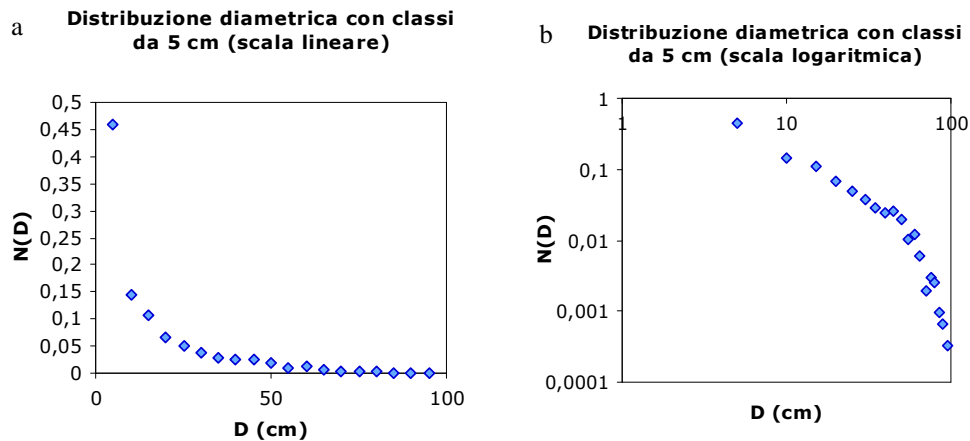 a
Distribuzione diametrica con classi
da 5 cm (scala lineare)
0,5
0,45
0,4
0,35
0,3
0,25
0,2
0,15
0,1
0,05
0
N(D)
0
50
100
D (cm)
b
Distribuzione diametrica con classi
da 5 cm (scala logaritmica)
1
0,1
0,01
0,001
0,0001
N(D)
1
10
100
D (cm)